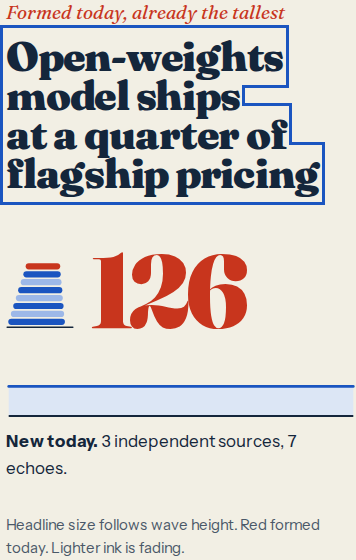 Formed today, already the tallest
Open-weights
model ships
at a quarter of
flagship pricing
126
New today. 3 independent sources, 7
echoes.
Headline size follows wave height. Red formed
today. Lighter ink is fading.